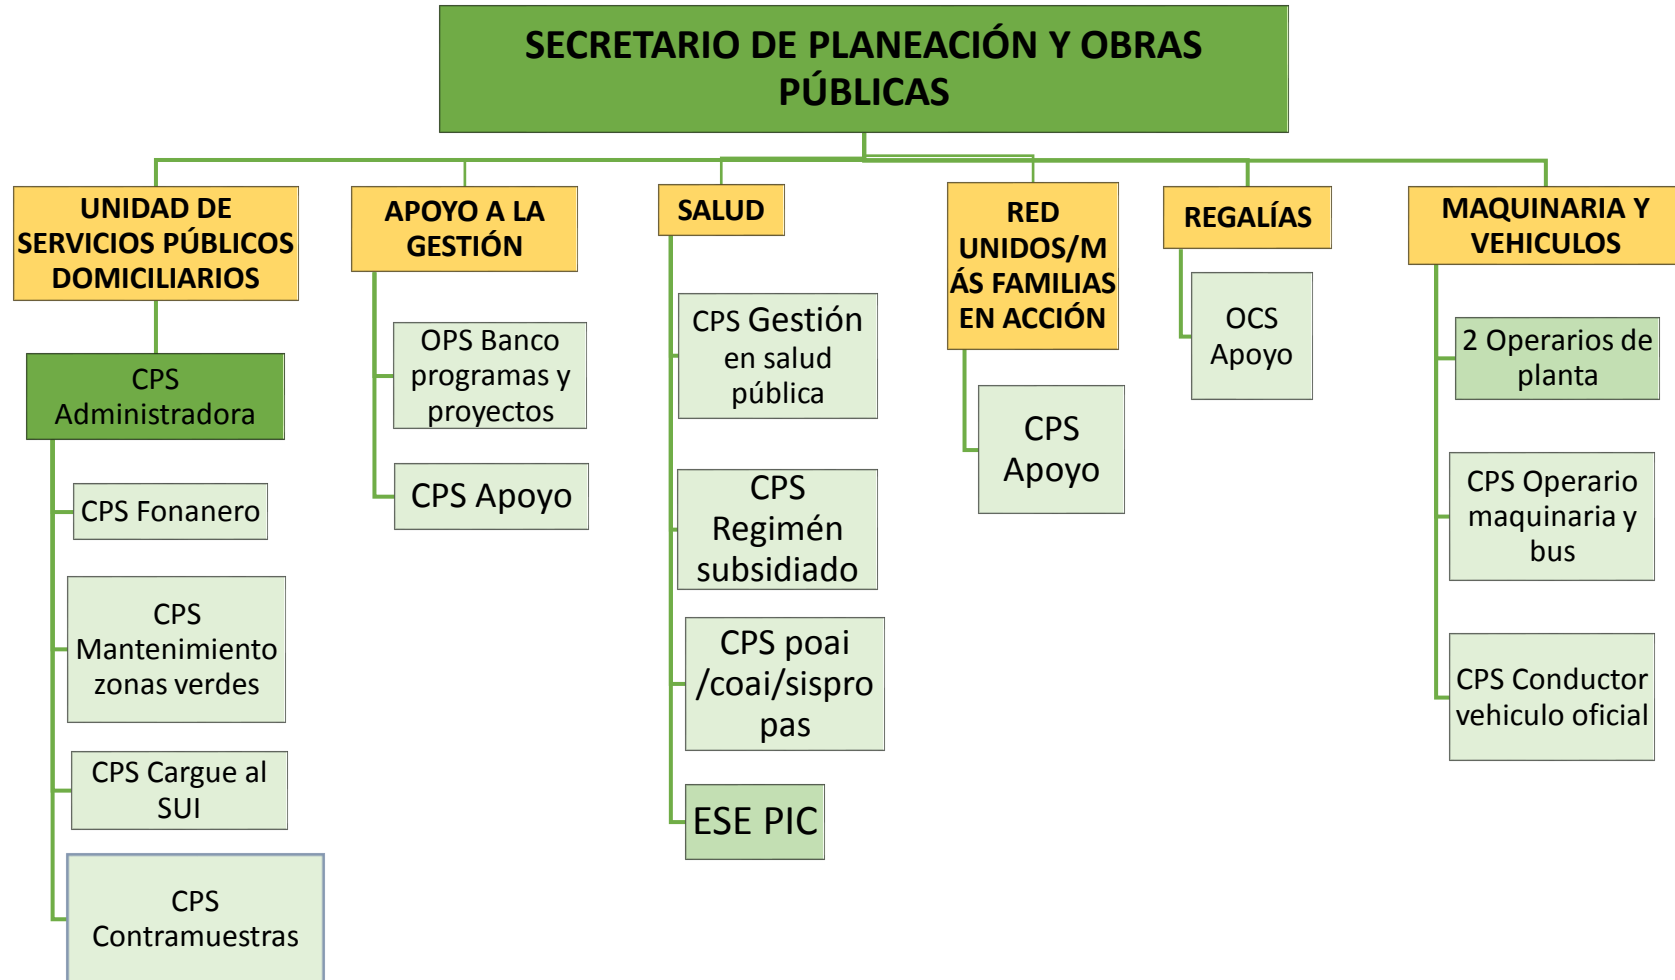 SECRETARIO DE PLANEACIÓN Y OBRAS
PÚBLICAS
UNIDAD DE
SERVICIOS PÚBLICOS
DOMICILIARIOS
CPS
Administradora
CPS Fonanero
CPS
Mantenimiento
zonas verdes
CPS Cargue al
SUI
CPS
Contramuestras
APOYO A LA
GESTIÓN
OPS Banco
programas y
proyectos
CPS Apoyo
SALUD
CPS Gestión
en salud
pública
CPS
Regimén
subsidiado
CPS poai
/coai/sispro
pas
ESE PIC
RED
UNIDOS/M
ÁS FAMILIAS
EN ACCIÓN
CPS
Apoyo
REGALÍAS
OCS
Apoyo
MAQUINARIA Y
VEHICULOS
2 Operarios de
planta
CPS Operario
maquinaria y
bus
CPS Conductor
vehiculo oficial